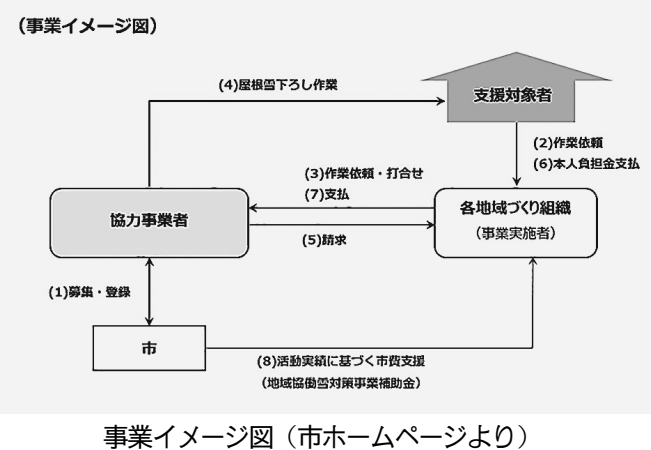 （事業イメージ図）
(4)屋根雪下ろし作業
支援対象者
(2)作業依頼
(6)本人負担金支払
(3)作業依頼・打合せ
(7)支払
協力事業者
各地域づくり組織
（事業実施者）
(5)請求
(1)募集・登録
市
(8)活動実績に基づく市費支援
（地域協働雪対策事業補助金）
事業イメージ図（市ホームページより）